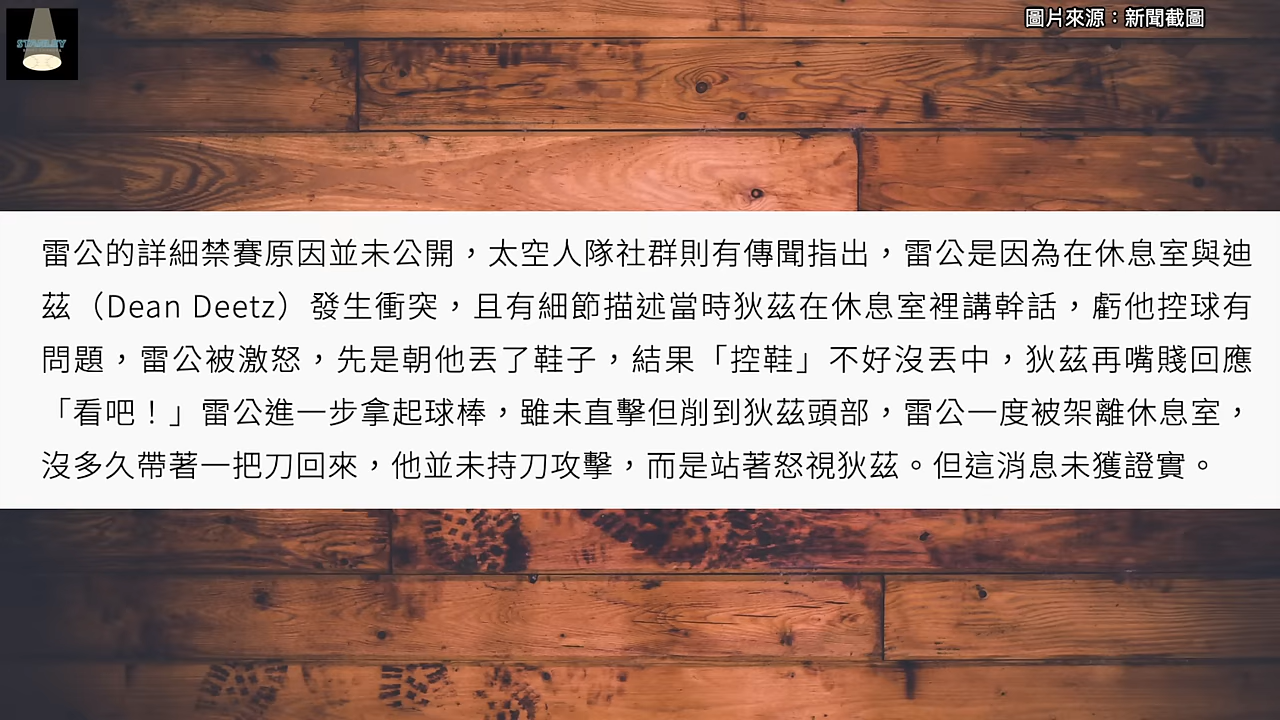 圖片來源：新聞截圖
STANLEY
雷公的詳細禁賽原因並未公開，太空人隊社群則有傳聞指出，雷公是因為在休息室與迪
茲（Dean Deetz）發生衝突，且有細節描述當時狄茲在休息室裡講幹話，虧他控球有
問題，雷公被激怒，先是朝他丟了鞋子，結果「控鞋」不好沒丟中，狄茲再嘴賤回應
「看吧！」雷公進一步拿起球棒，雖未直擊但削到狄茲頭部，雷公一度被架離休息室，
沒多久帶著一把刀回來，他並未持刀攻擊，而是站著怒視狄茲。但這消息未獲證實。